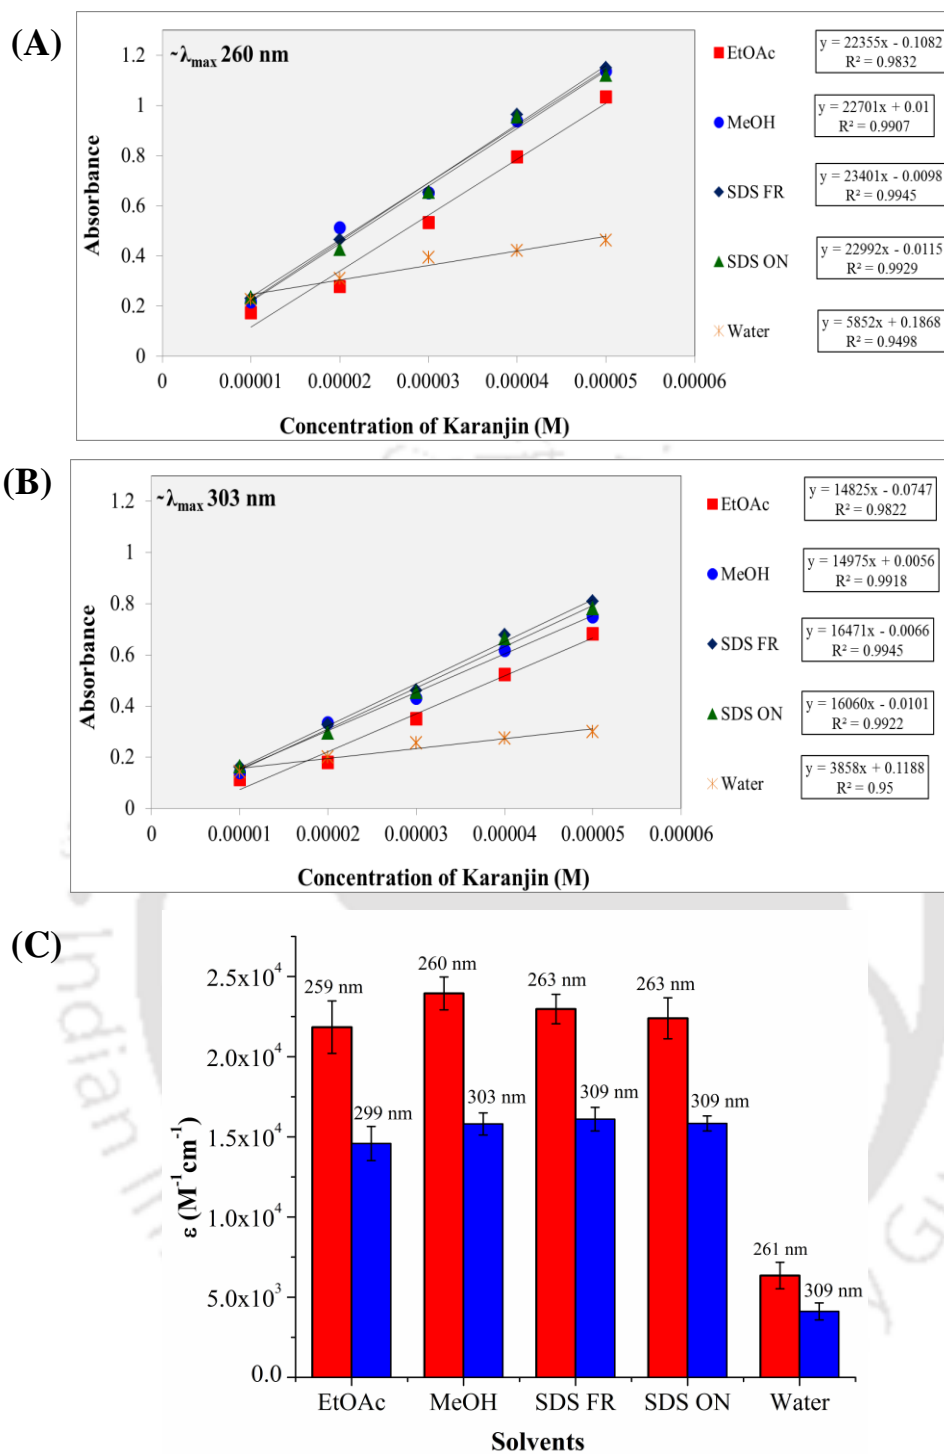 (A)
~λmax 260 nm
Absorbance
1.2
1
0.8
0.6
0.4
0.2
0
0 0.00001 0.00002 0.00003 0.00004 0.00005 0.00006
Concentration of Karanjin (M)
EtOAc
y = 22355x - 0.1082
R² = 0.9832
MeOH
y = 22701x + 0.01
R² = 0.9907
SDS FR
y = 23401x - 0.0098
R² = 0.9945
SDS ON
y = 22992x - 0.0115
R² = 0.9929
Water
y = 5852x + 0.1868
R² = 0.9498
(B)
~λmax 303 nm
Absorbance
1.2
1
0.8
0.6
0.4
0.2
0
0 0.00001 0.00002 0.00003 0.00004 0.00005 0.00006
Concentration of Karanjin (M)
EtOAc
y = 14825x - 0.0747
R² = 0.9822
MeOH
y = 14975x + 0.0056
R² = 0.9918
SDS FR
y = 16471x - 0.0066
R² = 0.9945
SDS ON
y = 16060x - 0.0101
R² = 0.9922
Water
y = 3858x + 0.1188
R² = 0.95
(C)
ε (M⁻¹cm⁻¹)
2.5x10⁴
2.0x10⁴
1.5x10⁴
1.0x10⁴
5.0x10³
0.0
259 nm
299 nm
260 nm
303 nm
263 nm
309 nm
263 nm
309 nm
261 nm
309 nm
EtOAc MeOH SDS FR SDS ON Water
Solvents
Indian In